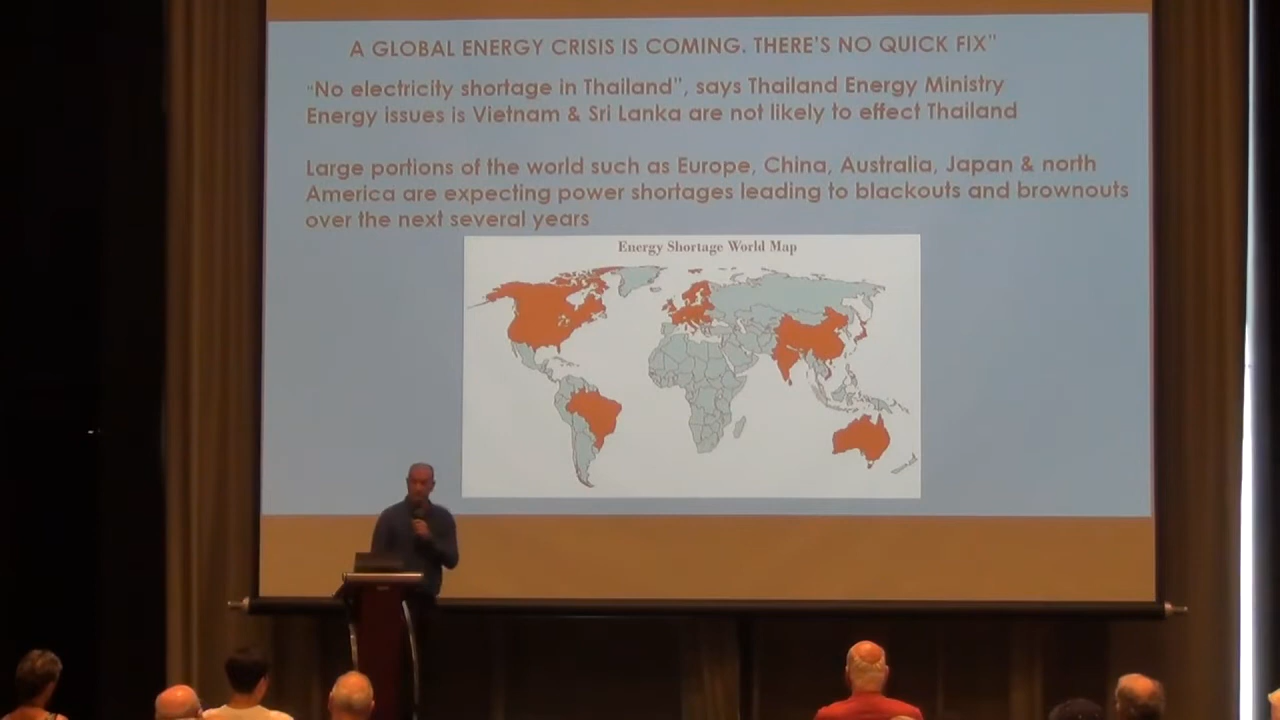 A GLOBAL ENERGY CRISIS IS COMING. THERE'S NO QUICK FIX"
"No electricity shortage in Thailand", says Thailand Energy Ministry
Energy issues is Vietnam & Sri Lanka are not likely to effect Thailand
Large portions of the world such as Europe, China, Australia, Japan & north
America are expecting power shortages leading to blackouts and brownouts
over the next several years
Energy Shortage World Map